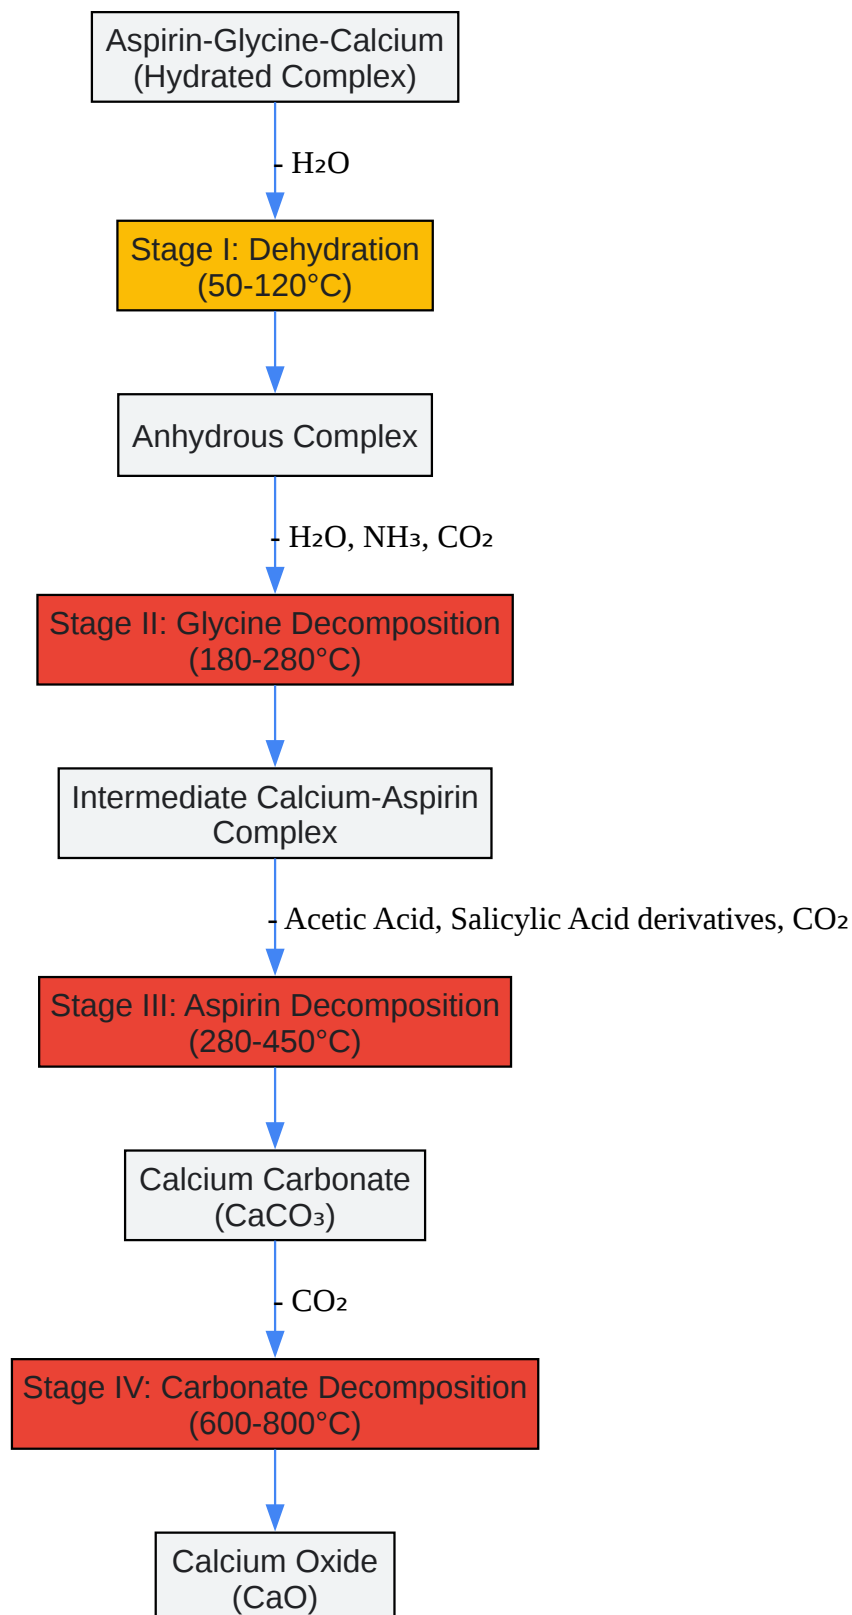 Aspirin-Glycine-Calcium
(Hydrated Complex)
- H₂O
Stage I: Dehydration
(50-120°C)
Anhydrous Complex
- H₂O, NH₃, CO₂
Stage II: Glycine Decomposition
(180-280°C)
Intermediate Calcium-Aspirin
Complex
- Acetic Acid, Salicylic Acid derivatives, CO₂
Stage III: Aspirin Decomposition
(280-450°C)
Calcium Carbonate
(CaCO₃)
- CO₂
Stage IV: Carbonate Decomposition
(600-800°C)
Calcium Oxide
(CaO)